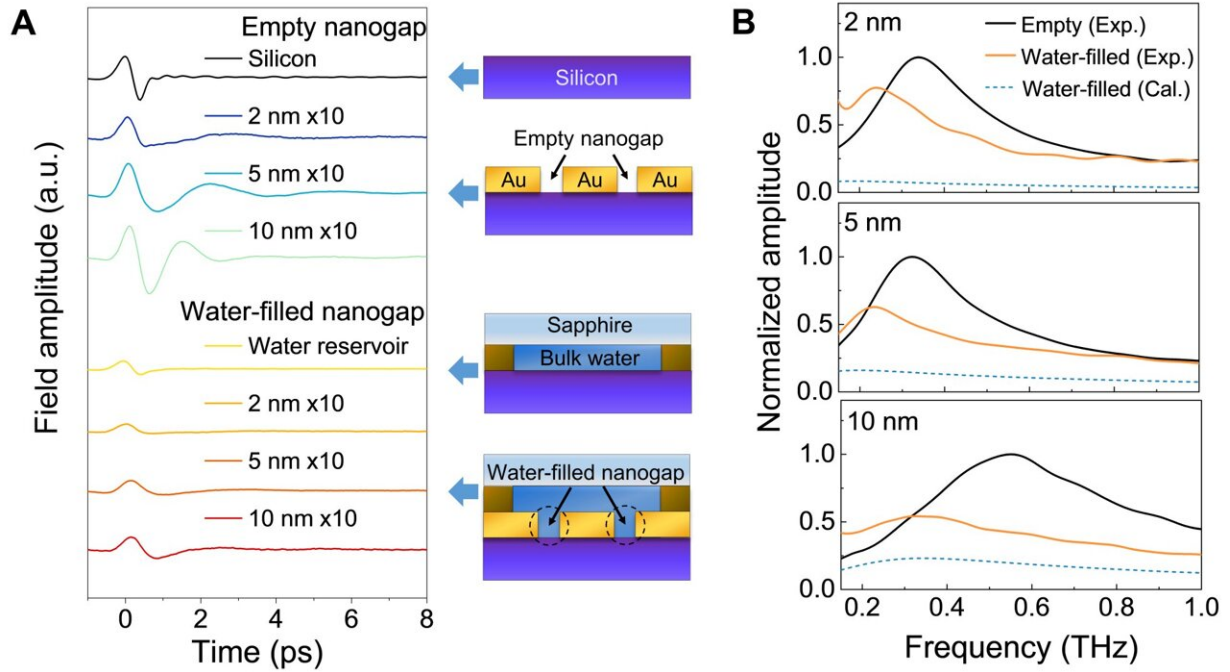 A
Empty nanogap
Silicon
2 nm x10
5 nm x10
10 nm x10
Water-filled nanogap
Water reservoir
2 nm x10
5 nm x10
10 nm x10
Field amplitude (a.u.)
0 2 4 6 8
Time (ps)
Silicon
Empty nanogap
Au Au Au
Sapphire
Bulk water
Water-filled nanogap
B
2 nm
Empty (Exp.)
Water-filled (Exp.)
Water-filled (Cal.)
1.0
0.5
0.0
5 nm
1.0
0.5
0.0
10 nm
1.0
0.5
0.0
Normalized amplitude
0.2 0.4 0.6 0.8 1.0
Frequency (THz)